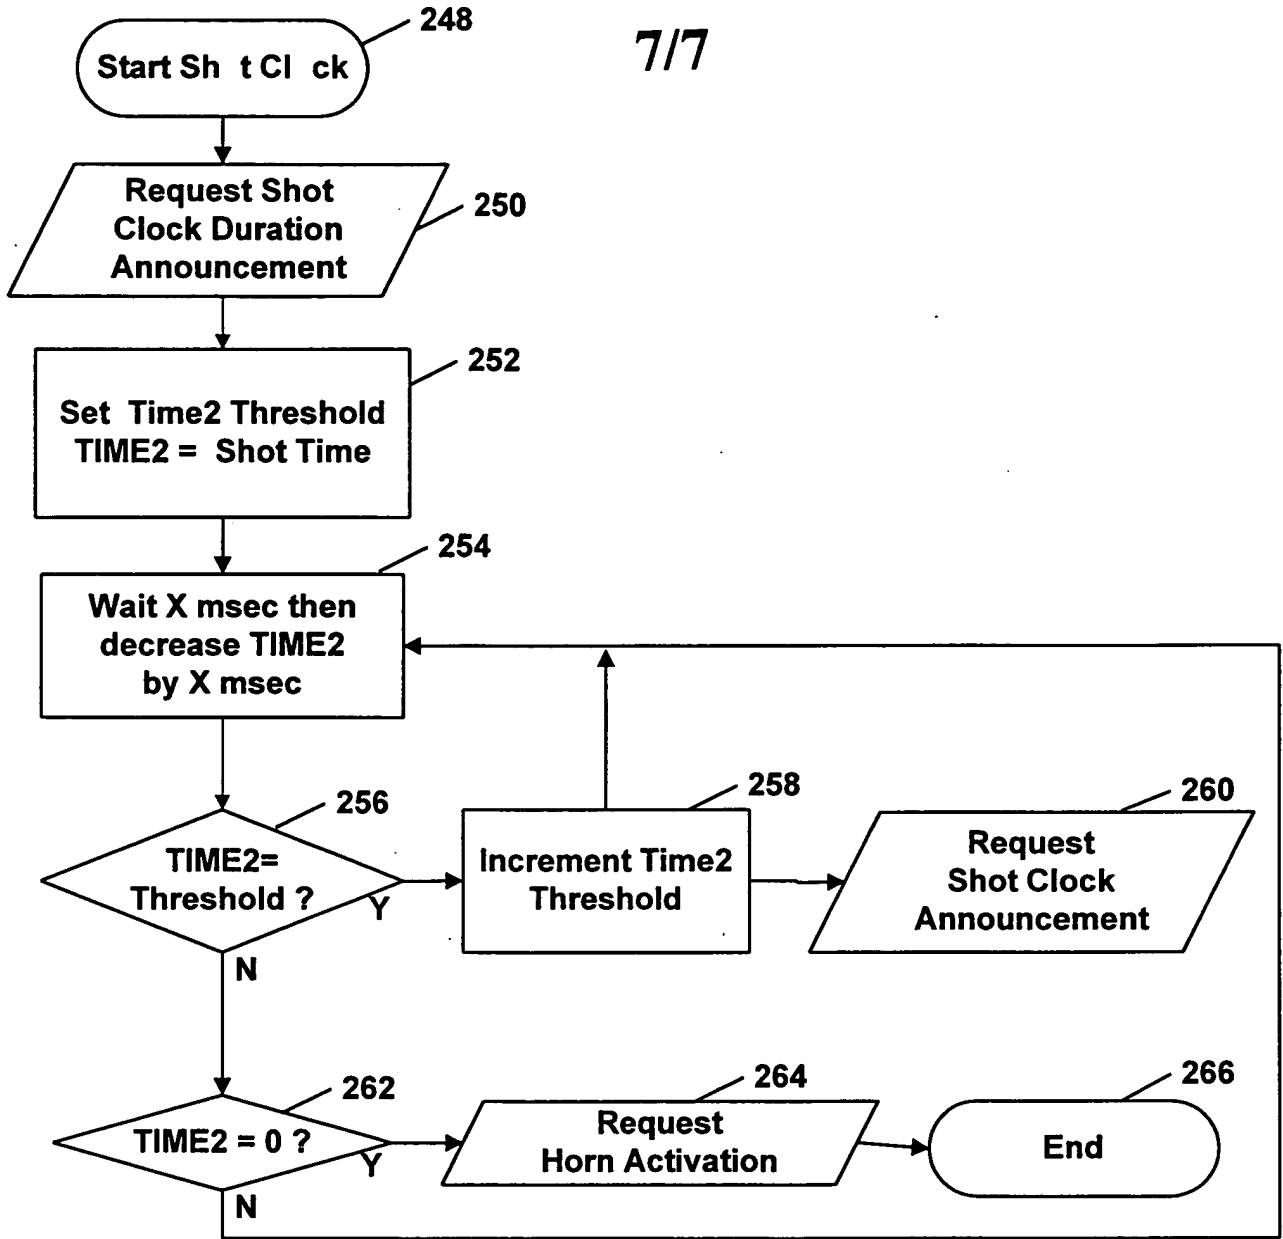 248
7/7
Start Sh t Cl ck
Request Shot
Clock Duration
Announcement
250
252
Set Time2 Threshold
TIME2 = Shot Time
254
Wait X msec then
decrease TIME2
by X msec
256
TIME2=
Threshold ?
Y
N
258
Increment Time2
Threshold
260
Request
Shot Clock
Announcement
262
TIME2 = 0 ?
Y
N
264
Request
Horn Activation
266
End